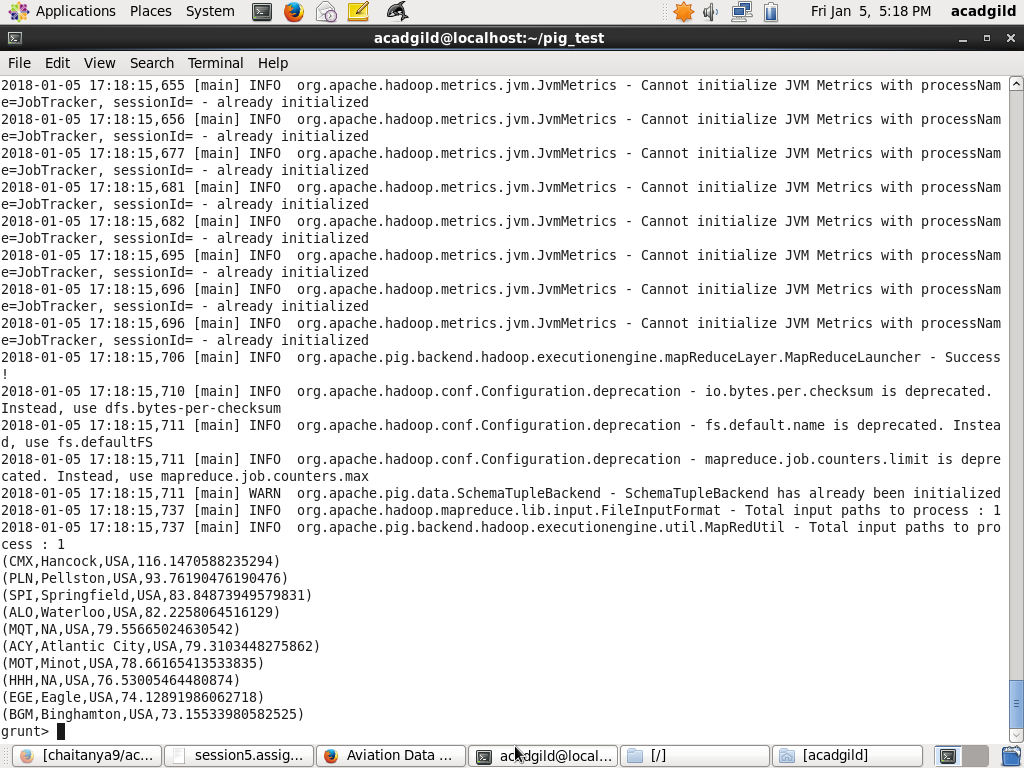 Applications Places System Fri Jan 5, 5:18 PM acadgild
acadgild@localhost:~/pig_test
File Edit View Search Terminal Help
2018-01-05 17:18:15,655 [main] INFO  org.apache.hadoop.metrics.jvm.JvmMetrics - Cannot initialize JVM Metrics with processNam
e=JobTracker, sessionId= - already initialized
2018-01-05 17:18:15,656 [main] INFO  org.apache.hadoop.metrics.jvm.JvmMetrics - Cannot initialize JVM Metrics with processNam
e=JobTracker, sessionId= - already initialized
2018-01-05 17:18:15,677 [main] INFO  org.apache.hadoop.metrics.jvm.JvmMetrics - Cannot initialize JVM Metrics with processNam
e=JobTracker, sessionId= - already initialized
2018-01-05 17:18:15,681 [main] INFO  org.apache.hadoop.metrics.jvm.JvmMetrics - Cannot initialize JVM Metrics with processNam
e=JobTracker, sessionId= - already initialized
2018-01-05 17:18:15,682 [main] INFO  org.apache.hadoop.metrics.jvm.JvmMetrics - Cannot initialize JVM Metrics with processNam
e=JobTracker, sessionId= - already initialized
2018-01-05 17:18:15,695 [main] INFO  org.apache.hadoop.metrics.jvm.JvmMetrics - Cannot initialize JVM Metrics with processNam
e=JobTracker, sessionId= - already initialized
2018-01-05 17:18:15,696 [main] INFO  org.apache.hadoop.metrics.jvm.JvmMetrics - Cannot initialize JVM Metrics with processNam
e=JobTracker, sessionId= - already initialized
2018-01-05 17:18:15,696 [main] INFO  org.apache.hadoop.metrics.jvm.JvmMetrics - Cannot initialize JVM Metrics with processNam
e=JobTracker, sessionId= - already initialized
2018-01-05 17:18:15,706 [main] INFO  org.apache.pig.backend.hadoop.executionengine.mapReduceLayer.MapReduceLauncher - Success
!
2018-01-05 17:18:15,710 [main] INFO  org.apache.hadoop.conf.Configuration.deprecation - io.bytes.per.checksum is deprecated.
Instead, use dfs.bytes-per-checksum
2018-01-05 17:18:15,711 [main] INFO  org.apache.hadoop.conf.Configuration.deprecation - fs.default.name is deprecated. Instea
d, use fs.defaultFS
2018-01-05 17:18:15,711 [main] INFO  org.apache.hadoop.conf.Configuration.deprecation - mapreduce.job.counters.limit is depre
cated. Instead, use mapreduce.job.counters.max
2018-01-05 17:18:15,711 [main] WARN  org.apache.pig.data.SchemaTupleBackend - SchemaTupleBackend has already been initialized
2018-01-05 17:18:15,737 [main] INFO  org.apache.hadoop.mapreduce.lib.input.FileInputFormat - Total input paths to process : 1
2018-01-05 17:18:15,737 [main] INFO  org.apache.pig.backend.hadoop.executionengine.util.MapRedUtil - Total input paths to pro
cess : 1
(CMX,Hancock,USA,116.1470588235294)
(PLN,Pellston,USA,93.76190476190476)
(SPI,Springfield,USA,83.84873949579831)
(ALO,Waterloo,USA,82.2258064516129)
(MQT,NA,USA,79.55665024630542)
(ACY,Atlantic City,USA,79.3103448275862)
(MOT,Minot,USA,78.66165413533835)
(HHH,NA,USA,76.53005464480874)
(EGE,Eagle,USA,74.12891986062718)
(BGM,Binghamton,USA,73.15533980582525)
grunt>
[chaitanya9/ac... session5.assig... Aviation Data ... acadgild@local... [/] [acadgild]